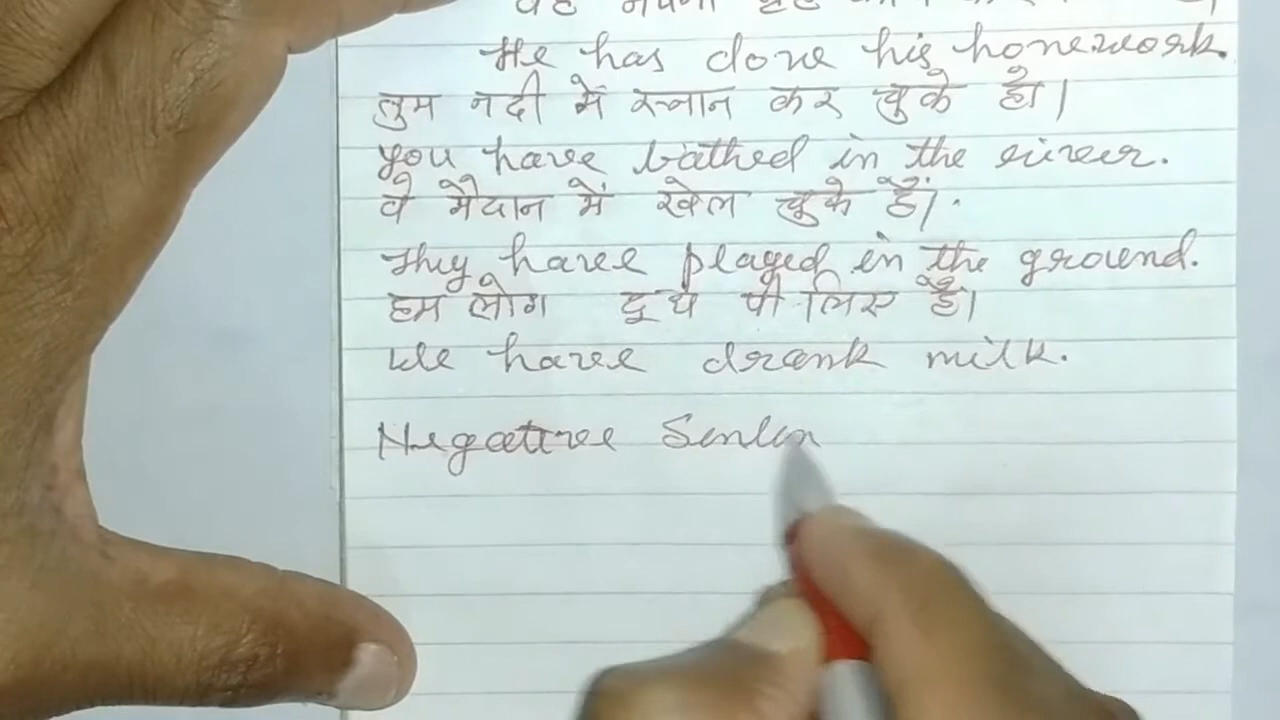 He has done his homework.
तुम नदी में स्नान कर चुके हो।
you have bathed in the river.
वे मैदान में खेल चुके हैं।
They have played in the ground.
हम लोग दूध पी लिए हैं।
We have drank milk.
Negative Senten